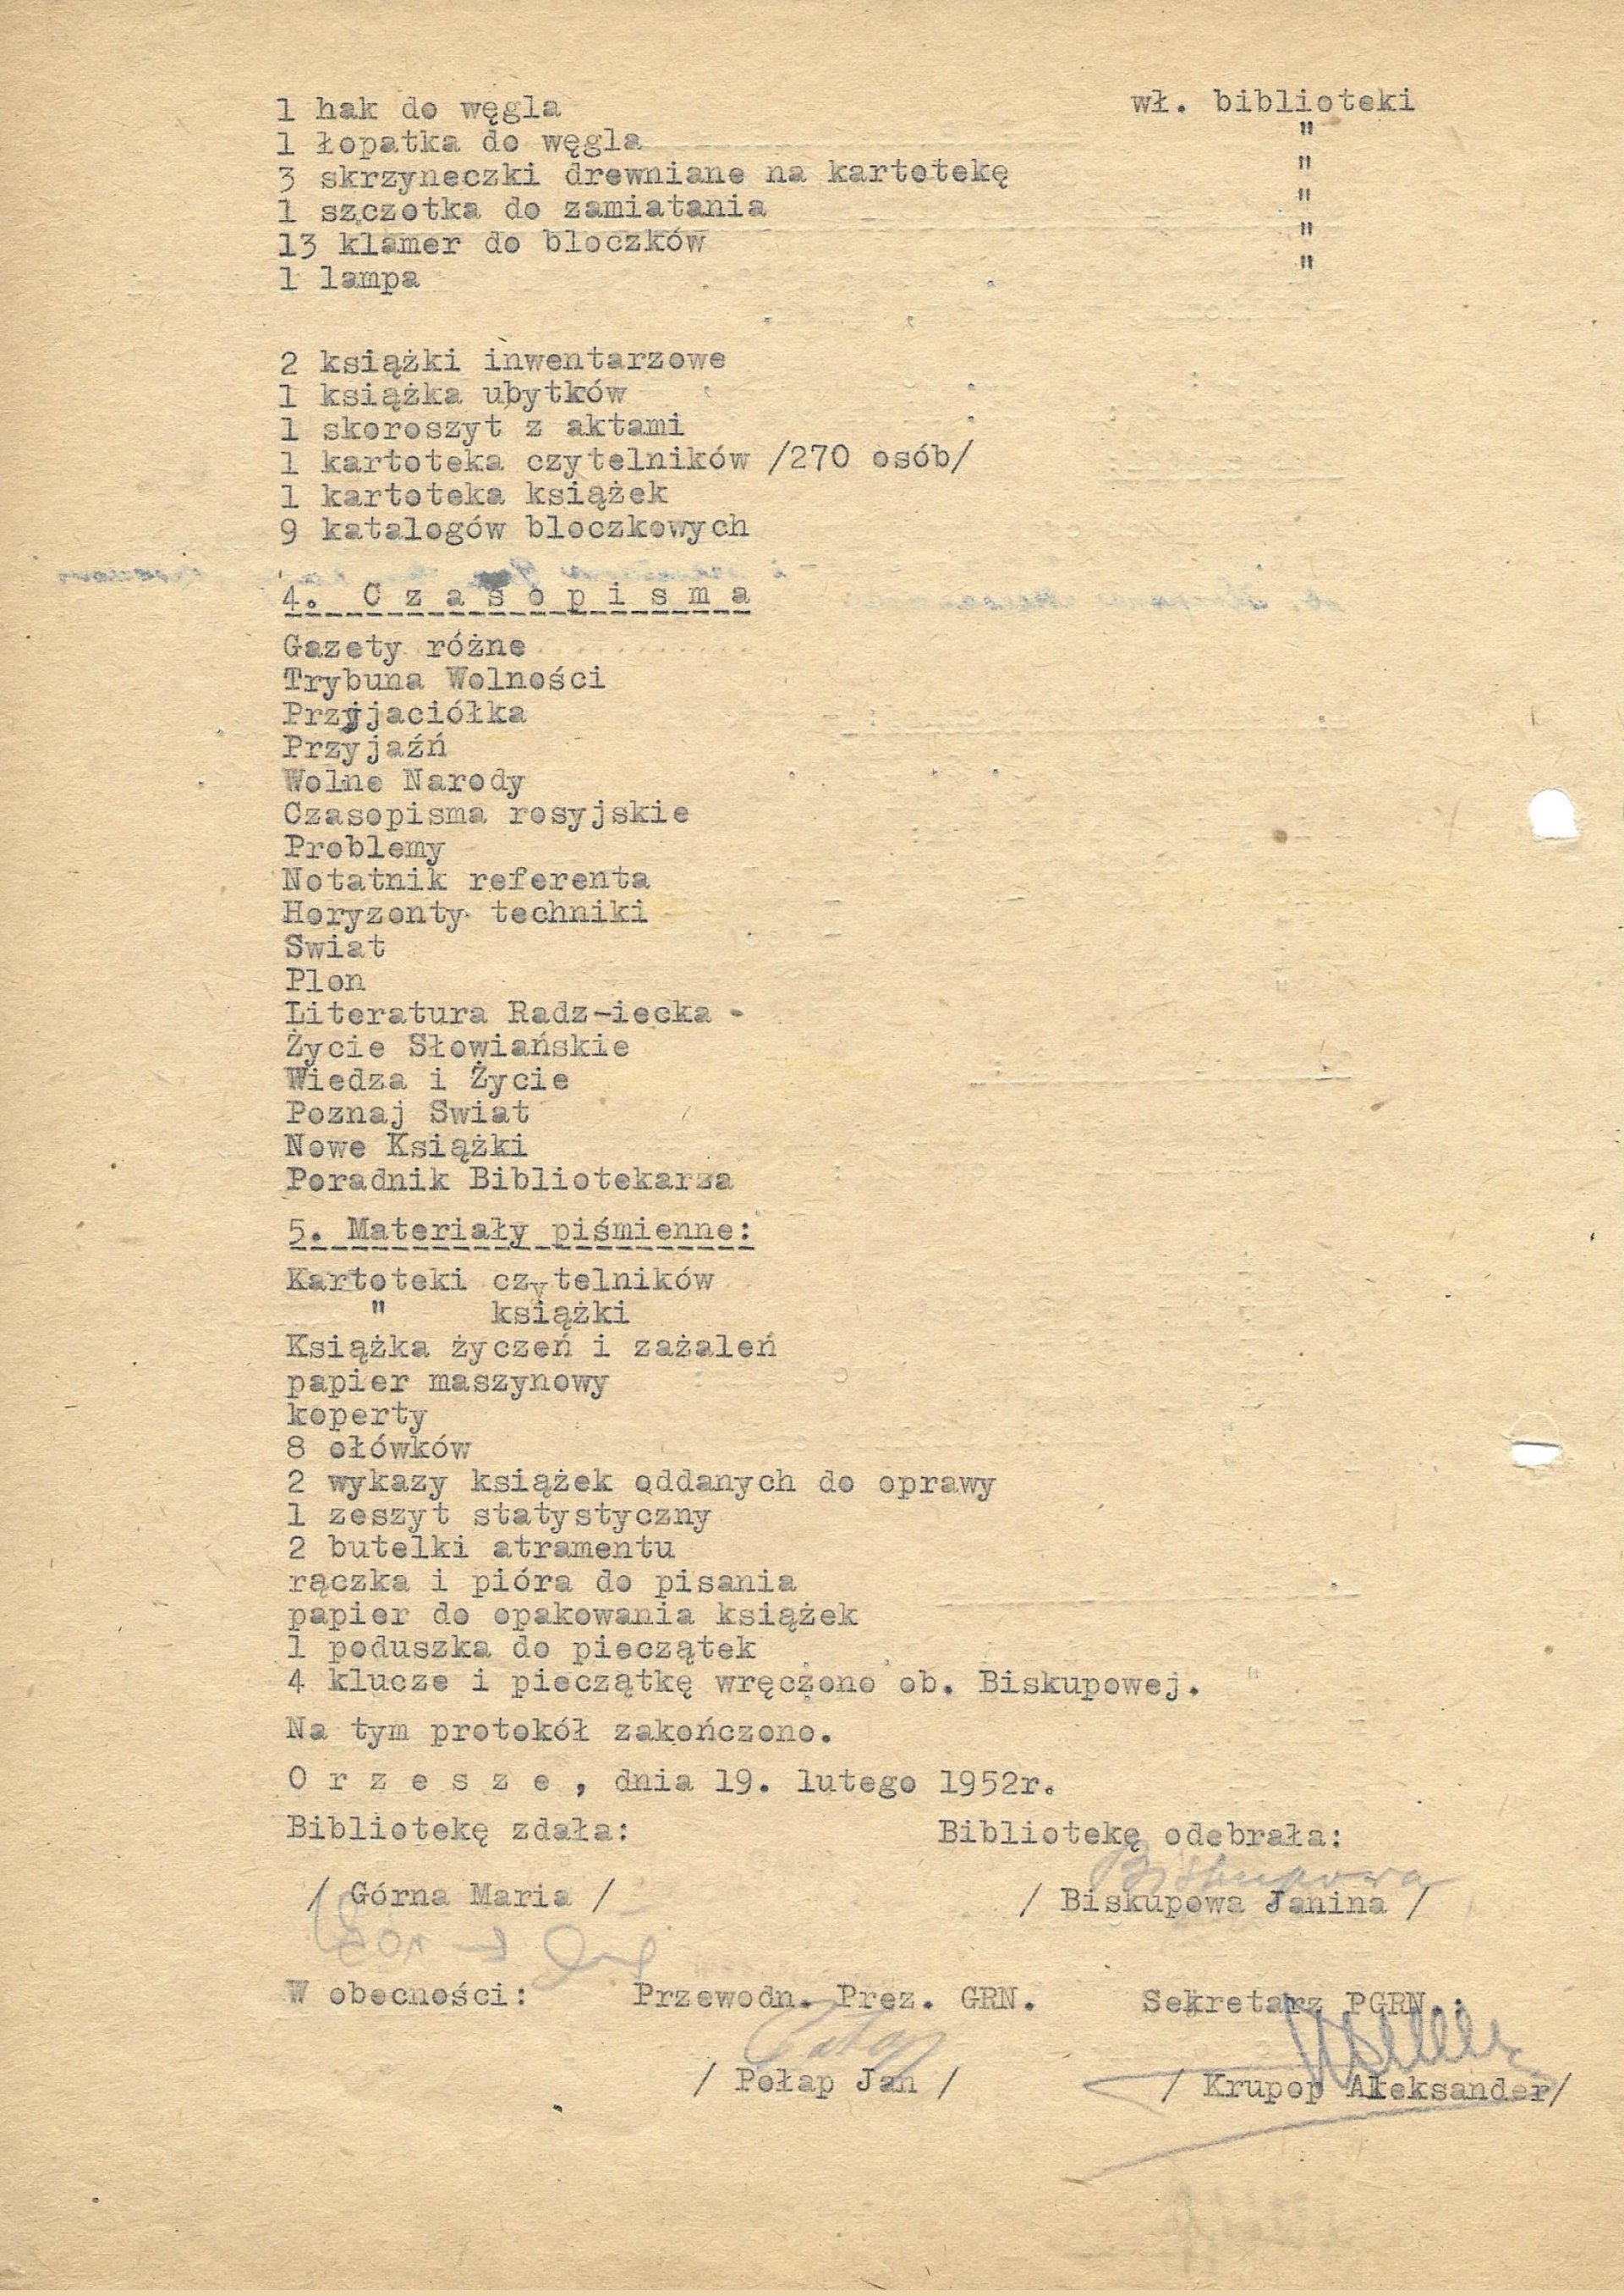 1 hak do węgla wł. biblioteki
1 łopatka do węgla "
3 skrzyneczki drewniane na kartotekę "
1 szczotka do zamiatania "
13 klamer do bloczków "
1 lampa "
2 książki inwentarzowe
1 książka ubytków
1 skoroszyt z aktami
1 kartoteka czytelników /270 osób/
1 kartoteka książek
9 katalogów bloczkowych
4. C z a s o p i s m a
Gazety różne
Trybuna Wolności
Przyjaciółka
Przyjaźń
Wolne Narody
Czasopisma rosyjskie
Problemy
Notatnik referenta
Horyzonty techniki
Swiat
Plon
Literatura Radz-iecka -
Życie Słowiańskie
Wiedza i Życie
Poznaj Swiat
Nowe Książki
Poradnik Bibliotekarza
5. Materiały piśmienne:
Kartoteki czytelników
" książki
Książka życzeń i zażaleń
papier maszynowy
koperty
8 ołówków
2 wykazy książek oddanych do oprawy
1 zeszyt statystyczny
2 butelki atramentu
rączka i pióra do pisania
papier do opakowania książek
1 poduszka do pieczątek
4 klucze i pieczątkę wręczono ob. Biskupowej.
Na tym protokół zakończono.
O r z e s z e , dnia 19. lutego 1952r.
Bibliotekę zdała: Bibliotekę odebrała:
Biskupowa
/ Górna Maria / / Biskupowa Janina /
W obecności: Przewodn. Prez. GRN. Sekretarz PGRN.:
/ Połap Jan / / Krupop Aleksander/